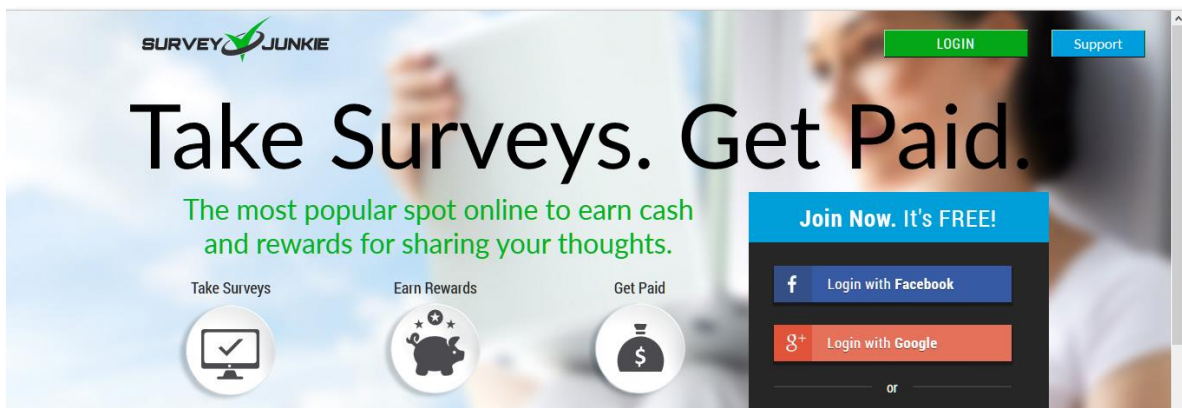 SURVEY JUNKIE
LOGIN
Support
Take Surveys. Get Paid.
The most popular spot online to earn cash
and rewards for sharing your thoughts.
Take Surveys
Earn Rewards
Get Paid
$
Join Now. It's FREE!
f Login with Facebook
g+ Login with Google
or